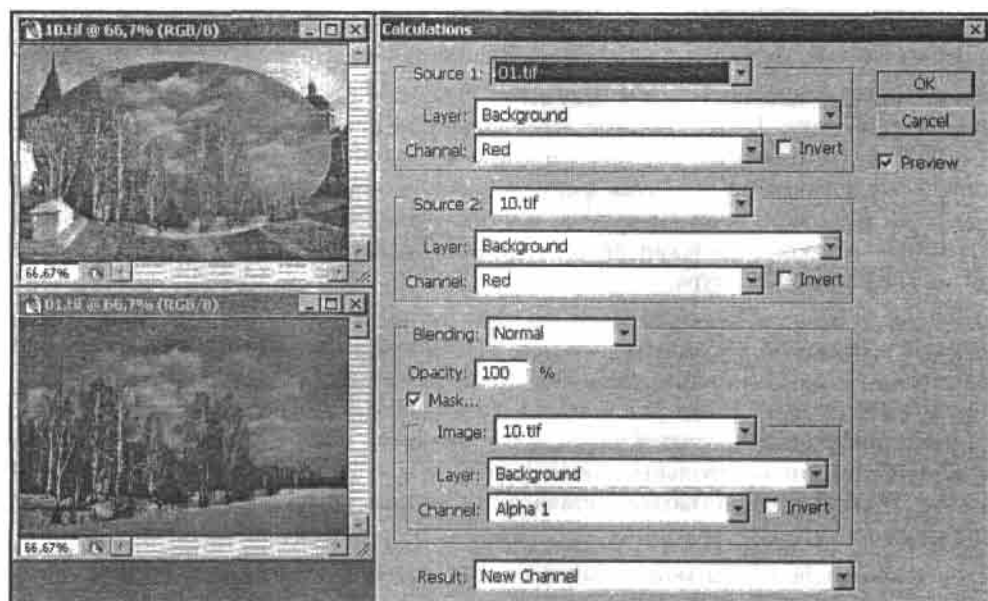 10.tif @ 66,7% (RGB/8)
66,67%
01.tif @ 66,7% (RGB/8)
66,67%
Calculations
Source 1: 01.tif
Layer: Background
Channel: Red
Invert
OK
Cancel
Preview
Source 2: 10.tif
Layer: Background
Channel: Red
Invert
Blending: Normal
Opacity: 100 %
Mask...
Image: 10.tif
Layer: Background
Channel: Alpha 1
Invert
Result: New Channel